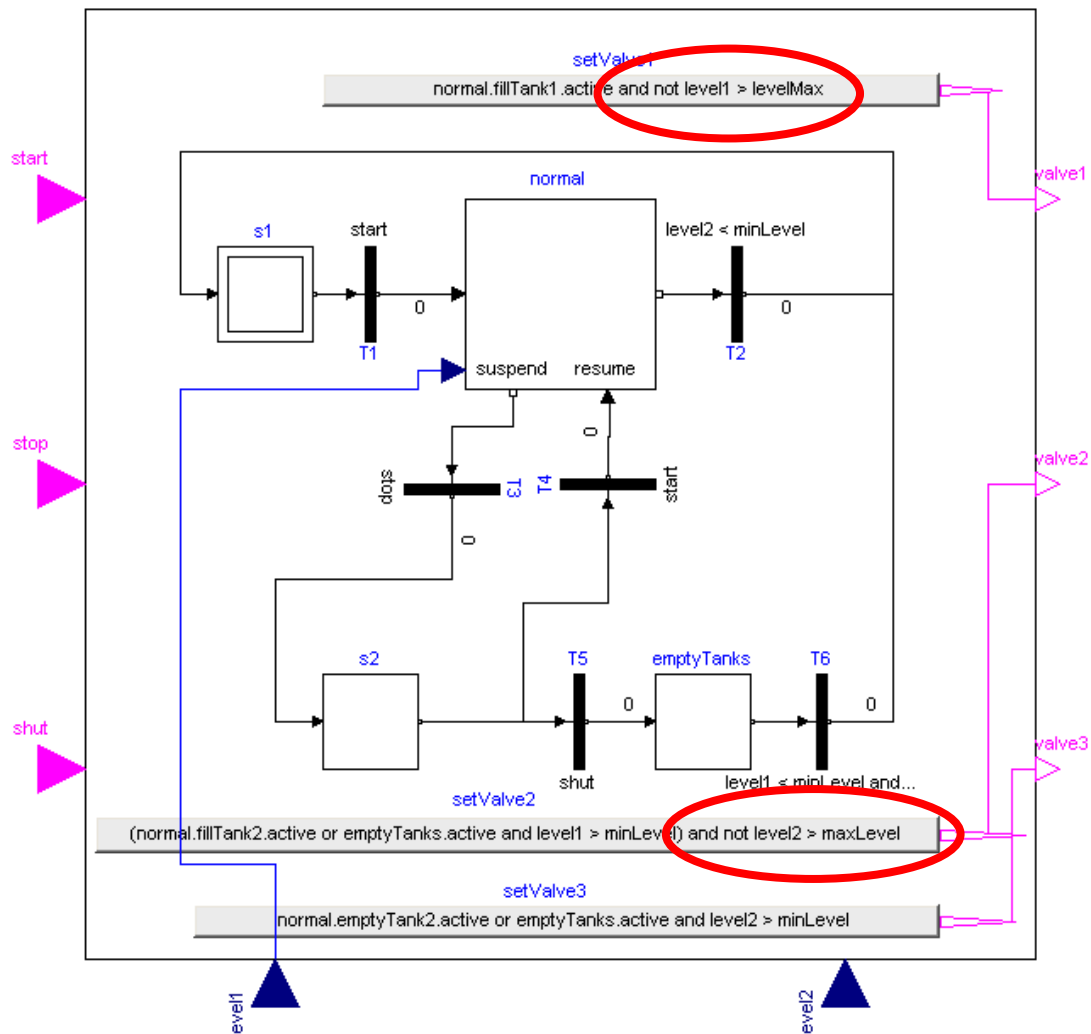 setValve1
normal.fillTank1.active and not level1 > levelMax
start
valve1
normal
s1
start
level2 < minLevel
0
0
T1
T2
suspend resume
stop
0
valve2
stop
T3
T4
start
0
s2
T5
emptyTanks
T6
0
0
shut
valve3
shut
level1 < minLevel and...
setValve2
(normal.fillTank2.active or emptyTanks.active and level1 > minLevel) and not level2 > maxLevel
setValve3
normal.emptyTank2.active or emptyTanks.active and level2 > minLevel
evel1
evel2